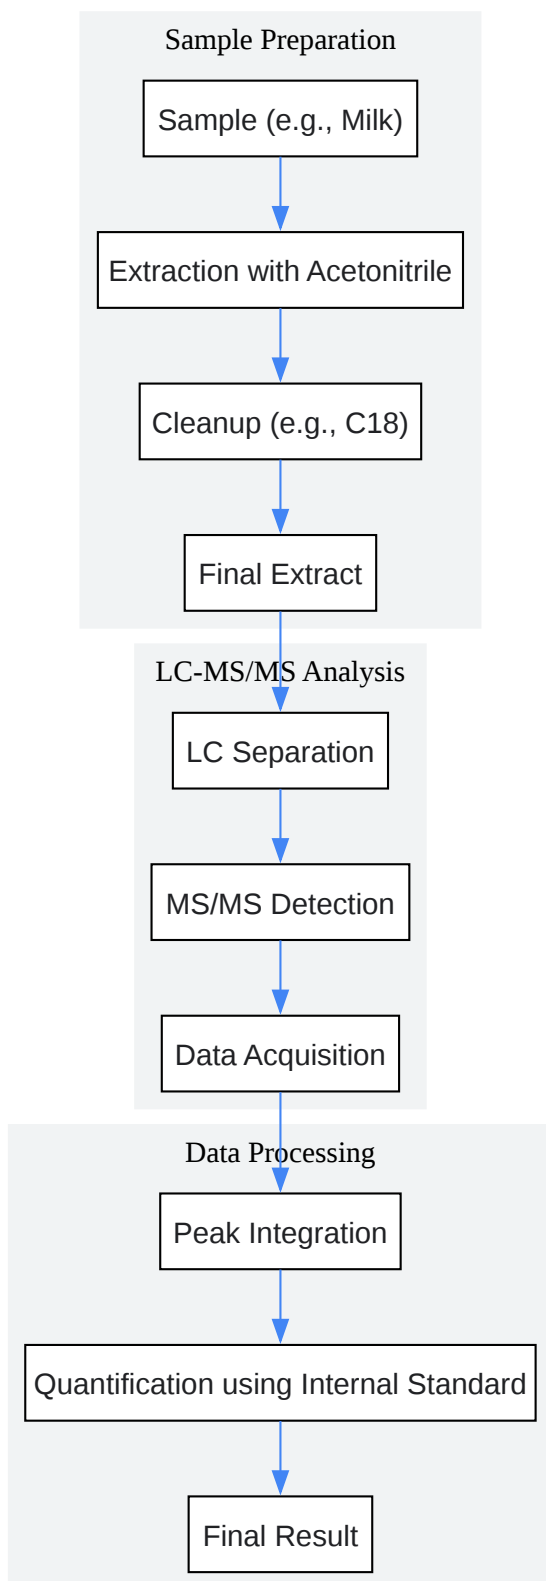 Sample Preparation
Sample (e.g., Milk)
Extraction with Acetonitrile
Cleanup (e.g., C18)
Final Extract
LC-MS/MS Analysis
LC Separation
MS/MS Detection
Data Acquisition
Data Processing
Peak Integration
Quantification using Internal Standard
Final Result